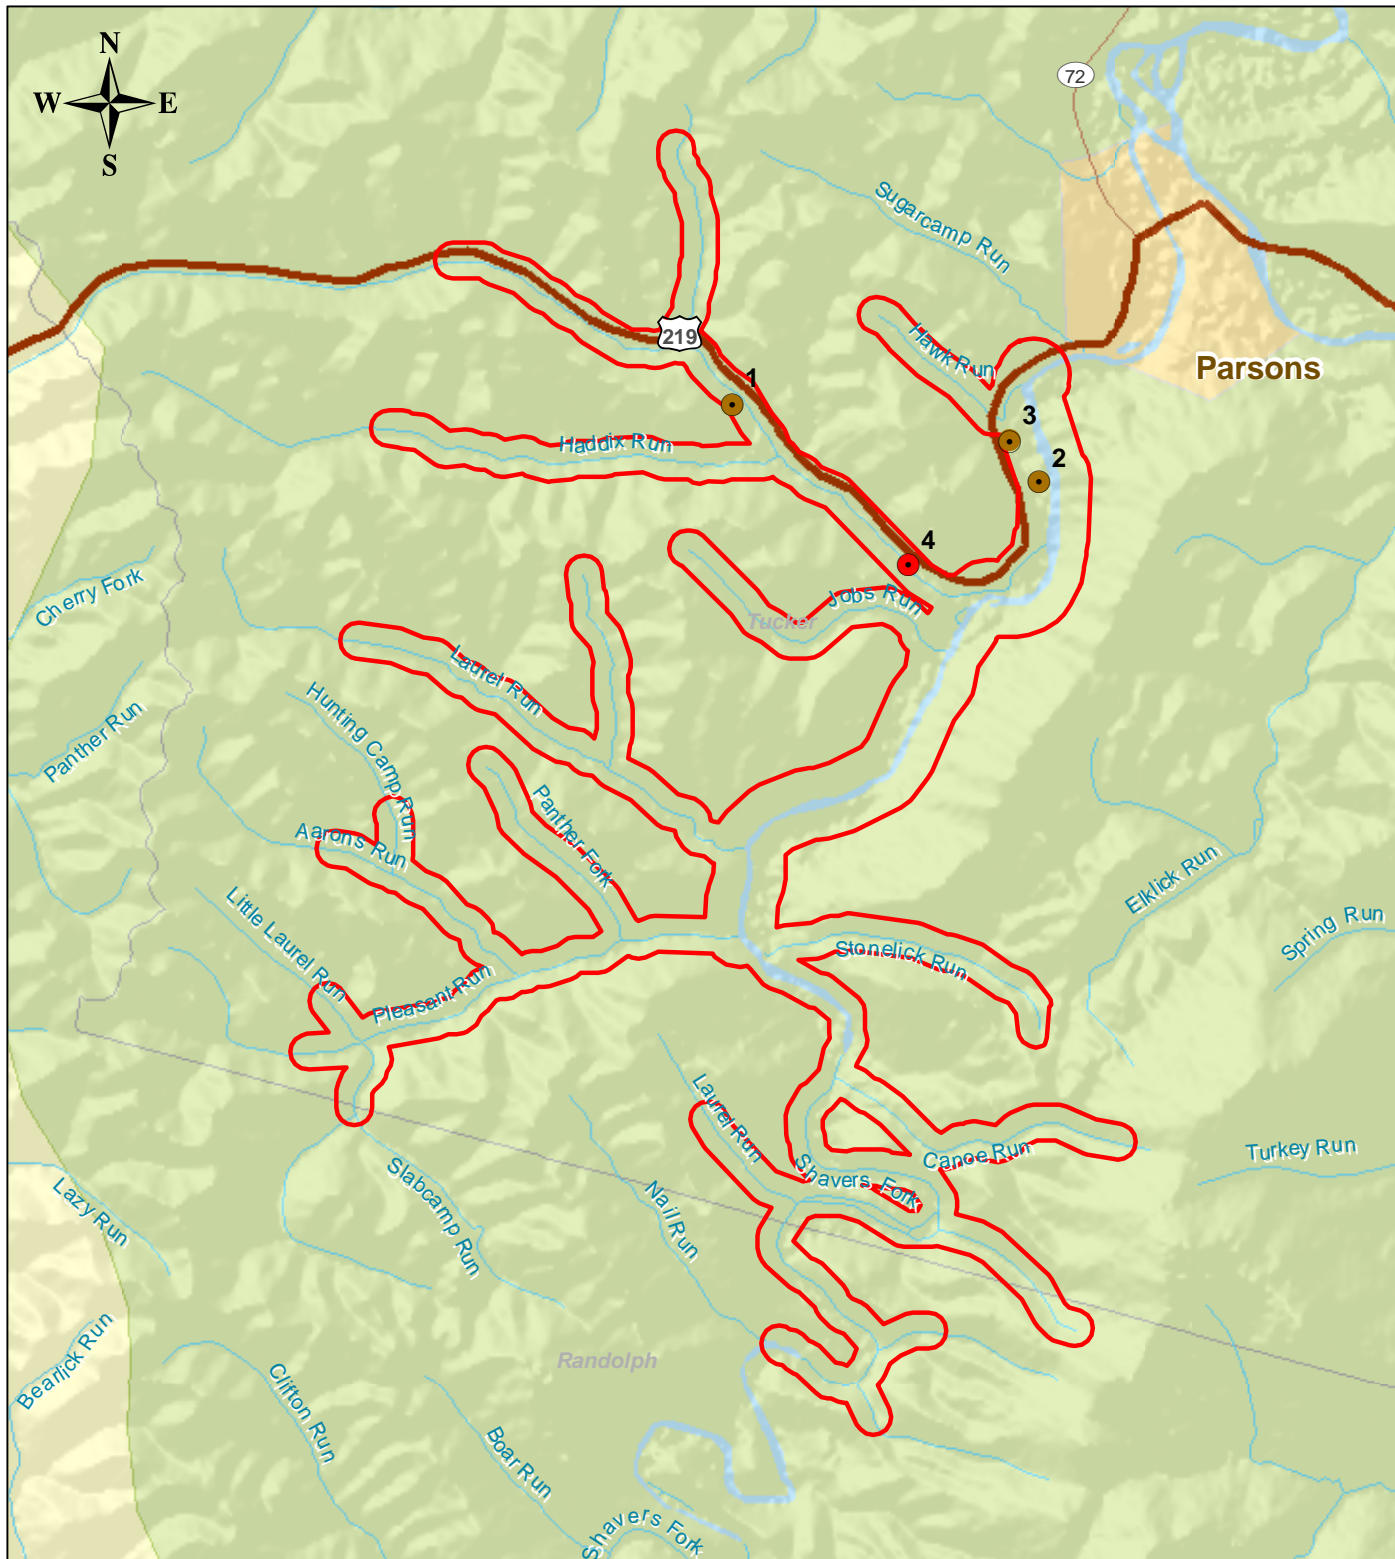 N
W E
S
72
Sugarcamp Run
219
Hawk Run
Parsons
1
3
Haddix Run
2
4
Cherry Fork
Jobs Run
Tucker
Laurel Run
Hunting Camp Run
Panther Run
Panther Fork
Aarons Run
Elklick Run
Little Laurel Run
Spring Run
Stonelick Run
Pleasant Run
Laurel Run
Canoe Run
Turkey Run
Shavers Fork
Slabcamp Run
Lazy Run
Nail Run
Bearlick Run
Randolph
Clifton Run
Boar Run
Shavers Fork